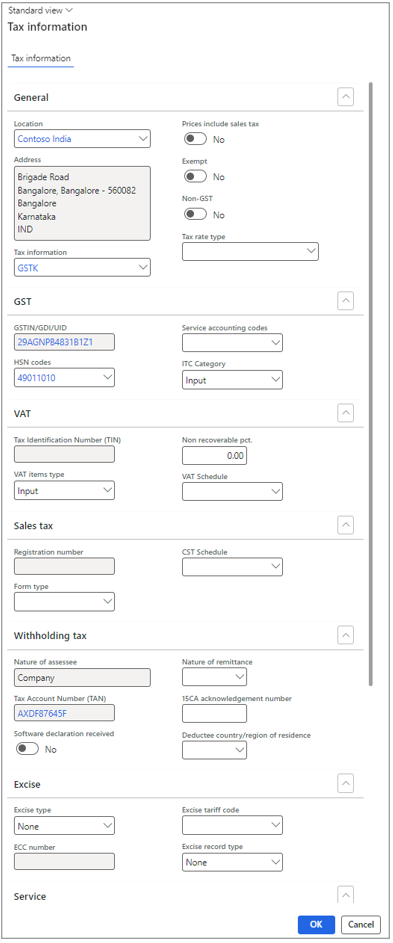 Standard view
Tax information
Tax information
General
Location
Contoso India
Address
Brigade Road
Bangalore, Bangalore - 560082
Bangalore
Karnataka
IND
Tax information
GSTK
Prices include sales tax
No
Exempt
No
Non-GST
No
Tax rate type
GST
GSTIN/GDI/UID
29AGNPB4831B1Z1
HSN codes
49011010
Service accounting codes
ITC Category
Input
VAT
Tax Identification Number (TIN)
VAT items type
Input
Non recoverable pct.
0.00
VAT Schedule
Sales tax
Registration number
Form type
CST Schedule
Withholding tax
Nature of assessee
Company
Tax Account Number (TAN)
AXDF87645F
Software declaration received
No
Nature of remittance
15CA acknowledgement number
Deductee country/region of residence
Excise
Excise type
None
ECC number
Excise tariff code
Excise record type
None
Service
OK
Cancel